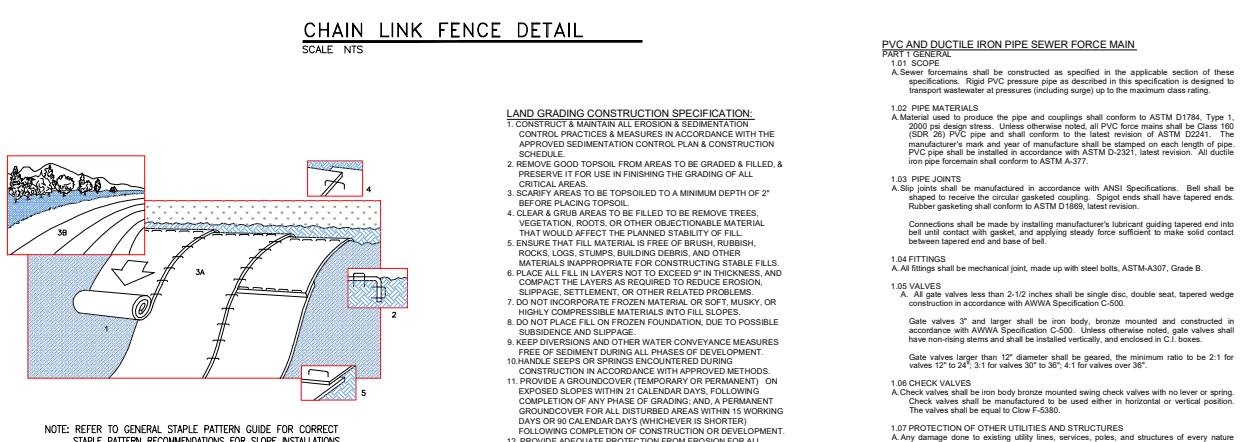 CHAIN LINK FENCE DETAIL
SCALE NTS
3B
3A
1
4
2
5
NOTE: REFER TO GENERAL STAPLE PATTERN GUIDE FOR CORRECT
STAPLE PATTERN RECOMMENDATIONS FOR SLOPE INSTALLATIONS
LAND GRADING CONSTRUCTION SPECIFICATION:
1. CONSTRUCT & MAINTAIN ALL EROSION & SEDIMENTATION
CONTROL PRACTICES & MEASURES IN ACCORDANCE WITH THE
APPROVED SEDIMENTATION CONTROL PLAN & CONSTRUCTION
SCHEDULE.
2. REMOVE GOOD TOPSOIL FROM AREAS TO BE GRADED & FILLED, &
PRESERVE IT FOR USE IN FINISHING THE GRADING OF ALL
CRITICAL AREAS.
3. SCARIFY AREAS TO BE TOPSOILED TO A MINIMUM DEPTH OF 2"
BEFORE PLACING TOPSOIL.
4. CLEAR & GRUB AREAS TO BE FILLED TO BE REMOVE TREES,
VEGETATION, ROOTS, OR OTHER OBJECTIONABLE MATERIAL
THAT WOULD AFFECT THE PLANNED STABILITY OF FILL.
5. ENSURE THAT FILL MATERIAL IS FREE OF BRUSH, RUBBISH,
ROCKS, LOGS, STUMPS, BUILDING DEBRIS, AND OTHER
MATERIALS INAPPROPRIATE FOR CONSTRUCTING STABLE FILLS.
6. PLACE ALL FILL IN LAYERS NOT TO EXCEED 9" IN THICKNESS, AND
COMPACT THE LAYERS AS REQUIRED TO REDUCE EROSION,
SLIPPAGE, SETTLEMENT, OR OTHER RELATED PROBLEMS.
7. DO NOT INCORPORATE FROZEN MATERIAL OR SOFT, MUSKY, OR
HIGHLY COMPRESSIBLE MATERIALS INTO FILL SLOPES.
8. DO NOT PLACE FILL ON FROZEN FOUNDATION, DUE TO POSSIBLE
SUBSIDENCE AND SLIPPAGE.
9. KEEP DIVERSIONS AND OTHER WATER CONVEYANCE MEASURES
FREE OF SEDIMENT DURING ALL PHASES OF DEVELOPMENT.
10.HANDLE SEEPS OR SPRINGS ENCOUNTERED DURING
CONSTRUCTION IN ACCORDANCE WITH APPROVED METHODS.
11. PROVIDE A GROUNDCOVER (TEMPORARY OR PERMANENT) ON
EXPOSED SLOPES WITHIN 21 CALENDAR DAYS, FOLLOWING
COMPLETION OF ANY PHASE OF GRADING; AND, A PERMANENT
GROUNDCOVER FOR ALL DISTURBED AREAS WITHIN 15 WORKING
DAYS OR 90 CALENDAR DAYS (WHICHEVER IS SHORTER)
FOLLOWING COMPLETION OF CONSTRUCTION OR DEVELOPMENT.
12. PROVIDE ADEQUATE PROTECTION FROM EROSION FOR ALL
PVC AND DUCTILE IRON PIPE SEWER FORCE MAIN
PART 1 GENERAL
1.01 SCOPE
A.Sewer forcemains shall be constructed as specified in the applicable section of these
specifications. Rigid PVC pressure pipe as described in this specification is designed to
transport wastewater at pressures (including surge) up to the maximum class rating.
1.02 PIPE MATERIALS
A.Material used to produce the pipe and couplings shall conform to ASTM D1784, Type 1,
2000 psi design stress. Unless otherwise noted, all PVC force mains shall be Class 160
(SDR 26) PVC pipe and shall conform to the latest revision of ASTM D2241. The
manufacturer's mark and year of manufacture shall be stamped on each length of pipe.
PVC pipe shall be installed in accordance with ASTM D-2321, latest revision. All ductile
iron pipe forcemain shall conform to ASTM A-377.
1.03 PIPE JOINTS
A.Slip joints shall be manufactured in accordance with ANSI Specifications. Bell shall be
shaped to receive the circular gasketed coupling. Spigot ends shall have tapered ends.
Rubber gasketing shall conform to ASTM D1869, latest revision.
Connections shall be made by installing manufacturer's lubricant guiding tapered end into
bell until contact with gasket, and applying steady force sufficient to make solid contact
between tapered end and base of bell.
1.04 FITTINGS
A. All fittings shall be mechanical joint, made up with steel bolts, ASTM-A307, Grade B.
1.05 VALVES
A. All gate valves less than 2-1/2 inches shall be single disc, double seat, tapered wedge
construction in accordance with AWWA Specification C-500.
Gate valves 3" and larger shall be iron body, bronze mounted and constructed in
accordance with AWWA Specification C-500. Unless otherwise noted, gate valves shall
have non-rising stems and shall be installed vertically, and enclosed in C.I. boxes.
Gate valves larger than 12" diameter shall be geared, the minimum ratio to be 2:1 for
valves 12" to 24"; 3:1 for valves 30" to 36"; 4:1 for valves over 36".
1.06 CHECK VALVES
A.Check valves shall be iron body bronze mounted swing check valves with no lever or spring.
Check valves shall be manufactured to be used either in horizontal or vertical position.
The valves shall be equal to Clow F-5380.
1.07 PROTECTION OF OTHER UTILITIES AND STRUCTURES
A. Any damage done to existing utility lines, services, poles, and structures of every nature